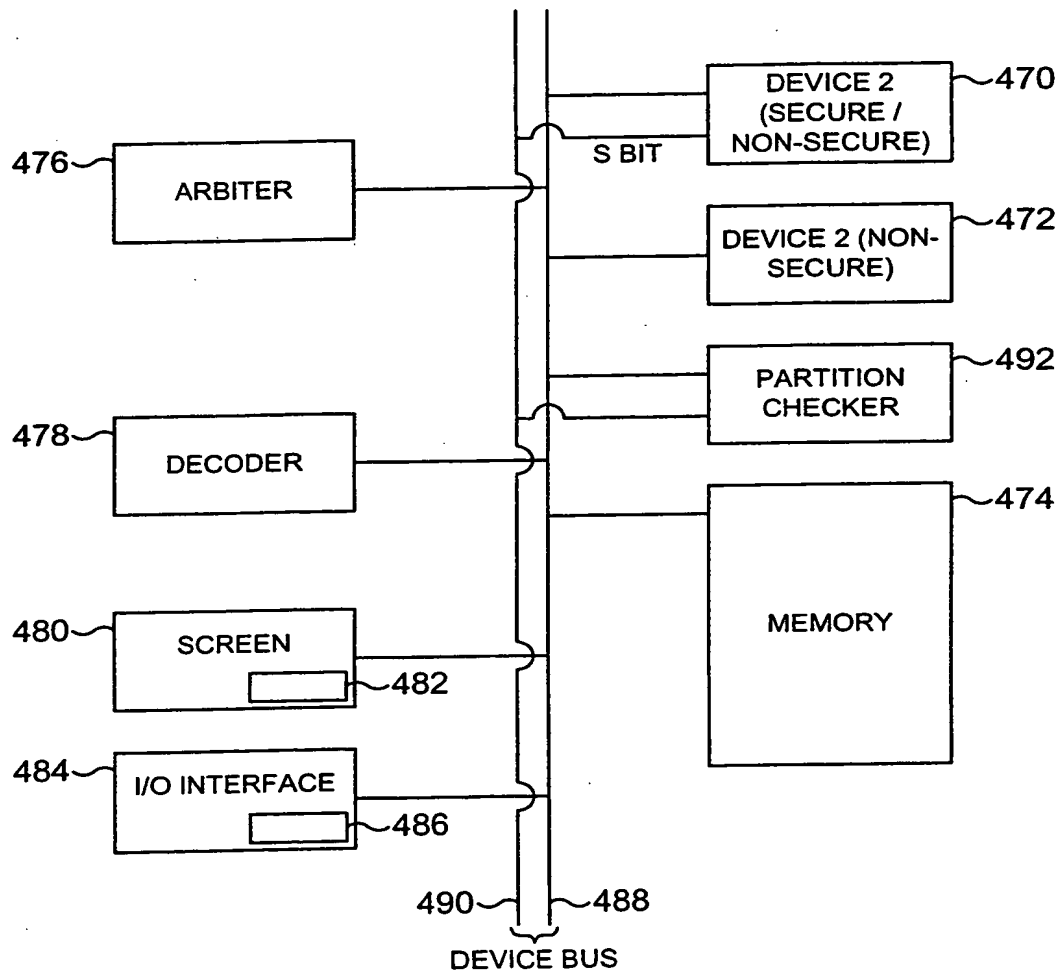 DEVICE 2
(SECURE /
NON-SECURE)
470
S BIT
476
ARBITER
DEVICE 2 (NON-
SECURE)
472
PARTITION
CHECKER
492
478
DECODER
474
MEMORY
480
SCREEN
482
484
I/O INTERFACE
486
490
488
DEVICE BUS